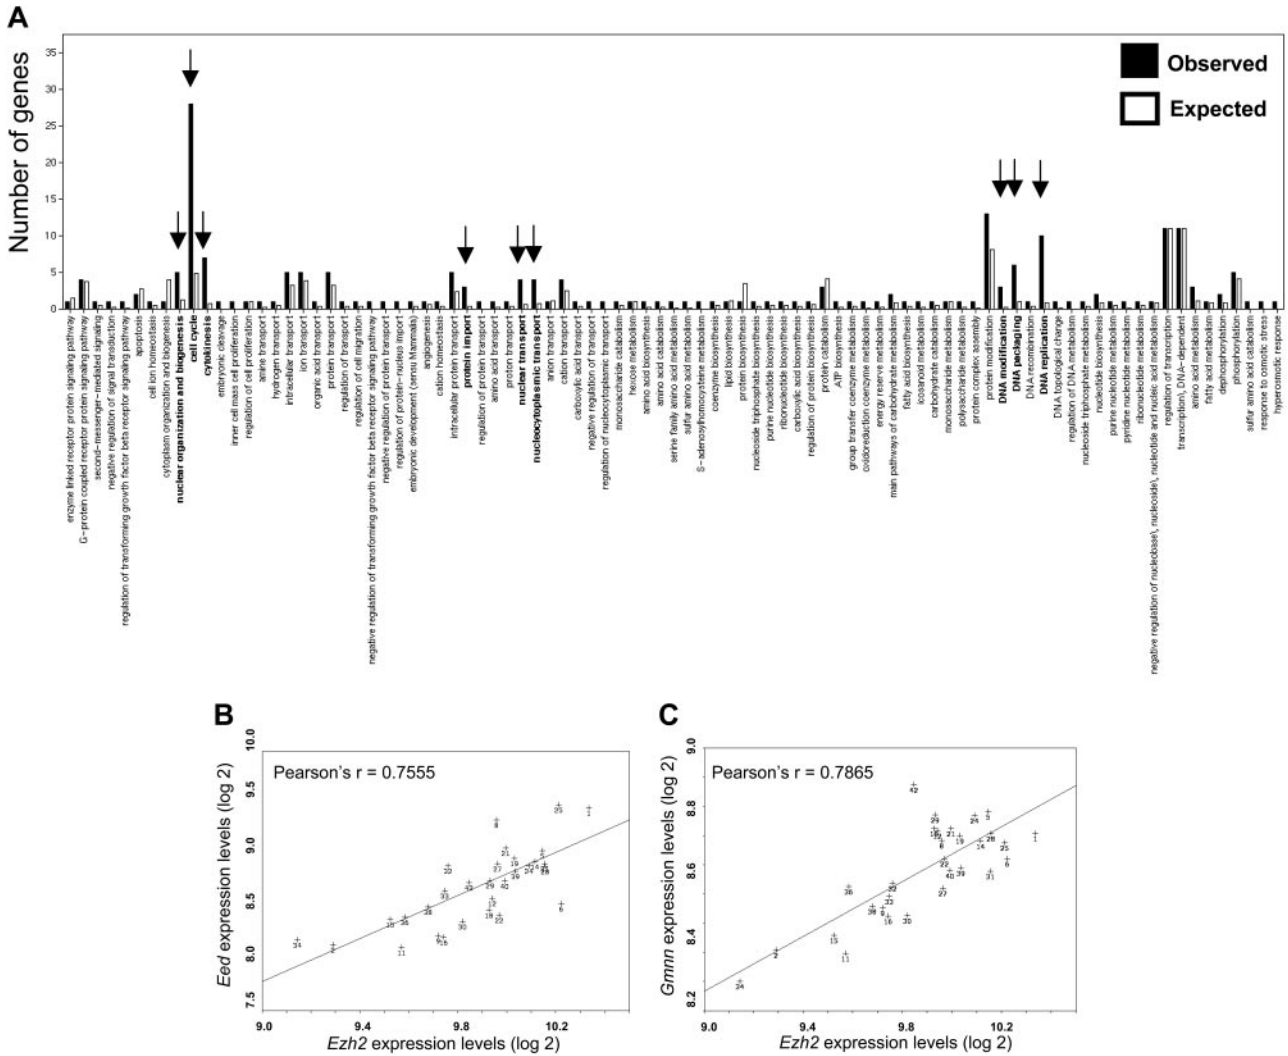 A
Number of genes
35
30
25
20
15
10
5
0
Observed
Expected
enzyme linked receptor protein signaling pathway
G-protein coupled receptor protein signaling pathway
second-messenger-mediated signaling
negative regulation of signal transduction
regulation of transforming growth factor beta receptor signaling pathway
apoptosis
cell ion homeostasis
cytoplasm organization and biogenesis
nuclear organization and biogenesis
cell cycle
cytokinesis
embryonic cleavage
inner cell mass cell proliferation
regulation of cell proliferation
amine transport
hydrogen transport
intracellular transport
ion transport
organic acid transport
protein transport
regulation of transport
regulation of cell migration
negative regulation of transforming growth factor beta receptor signaling pathway
negative regulation of protein transport
regulation of protein-nucleus import
embryonic development (sensu Mammalia)
angiogenesis
cation homeostasis
intracellular protein transport
protein import
regulation of protein transport
amino acid transport
proton transport
nuclear transport
nucleocytoplasmic transport
anion transport
cation transport
carboxylic acid transport
negative regulation of transport
regulation of nucleocytoplasmic transport
monosaccharide catabolism
hexose metabolism
amino acid biosynthesis
amino acid catabolism
serine family amino acid metabolism
sulfur amino acid metabolism
S-adenosylhomocysteine metabolism
coenzyme biosynthesis
lipid biosynthesis
protein biosynthesis
nucleoside triphosphate biosynthesis
purine nucleotide biosynthesis
ribonucleotide biosynthesis
carboxylic acid biosynthesis
regulation of protein biosynthesis
protein catabolism
ATP biosynthesis
group transfer coenzyme metabolism
oxidoreduction coenzyme metabolism
energy reserve metabolism
main pathways of carbohydrate metabolism
fatty acid biosynthesis
icosanoid metabolism
carbohydrate catabolism
monosaccharide metabolism
polysaccharide metabolism
protein complex assembly
protein modification
DNA modification
DNA packaging
DNA recombination
DNA replication
DNA topological change
regulation of DNA metabolism
nucleoside triphosphate metabolism
nucleotide biosynthesis
purine nucleotide metabolism
pyridine nucleotide metabolism
ribonucleotide metabolism
negative regulation of nucleobase\, nucleoside\, nucleotide and nucleic acid metabolism
regulation of transcription
transcription\, DNA-dependent
amino acid metabolism
fatty acid metabolism
dephosphorylation
phosphorylation
sulfur amino acid catabolism
response to osmotic stress
hyperosmotic response
B
Pearson's r = 0.7555
Eed expression levels (log 2)
10.0
9.5
9.0
8.5
8.0
7.5
9.0 9.4 9.8 10.2
Ezh2 expression levels (log 2)
C
Pearson's r = 0.7865
Gmnn expression levels (log 2)
9.0
8.8
8.6
8.4
8.2
9.0 9.4 9.8 10.2
Ezh2 expression levels (log 2)